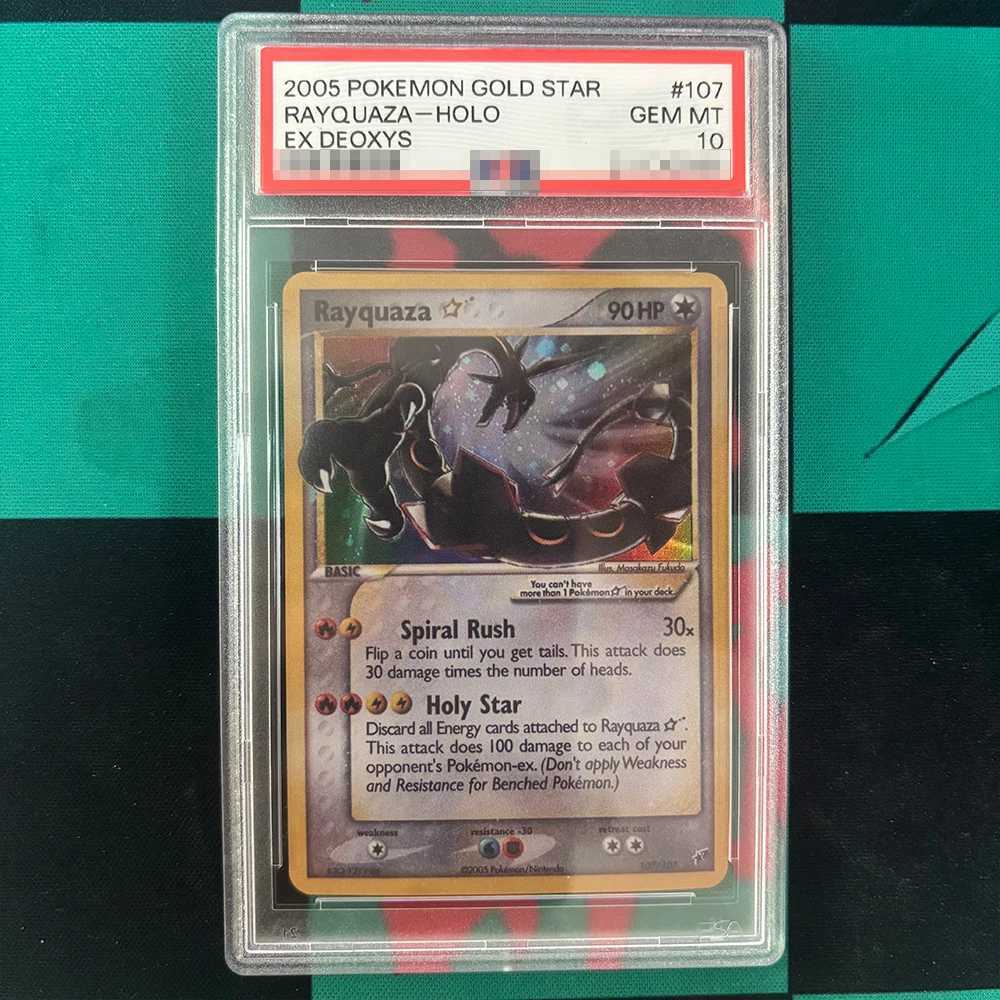 2005 POKEMON GOLD STAR #107
RAYQUAZA-HOLO GEM MT
EX DEOXYS 10
Rayquaza ☆ 90 HP
BASIC Illus. Masakazu Fukuda
You can't have
more than 1 Pokémon ☆ in your deck.
Spiral Rush 30x
Flip a coin until you get tails. This attack does
30 damage times the number of heads.
Holy Star
Discard all Energy cards attached to Rayquaza ☆.
This attack does 100 damage to each of your
opponent's Pokémon-ex. (Don't apply Weakness
and Resistance for Benched Pokémon.)
weakness resistance -30 retreat cost
©2005 Pokémon/Nintendo 107/107